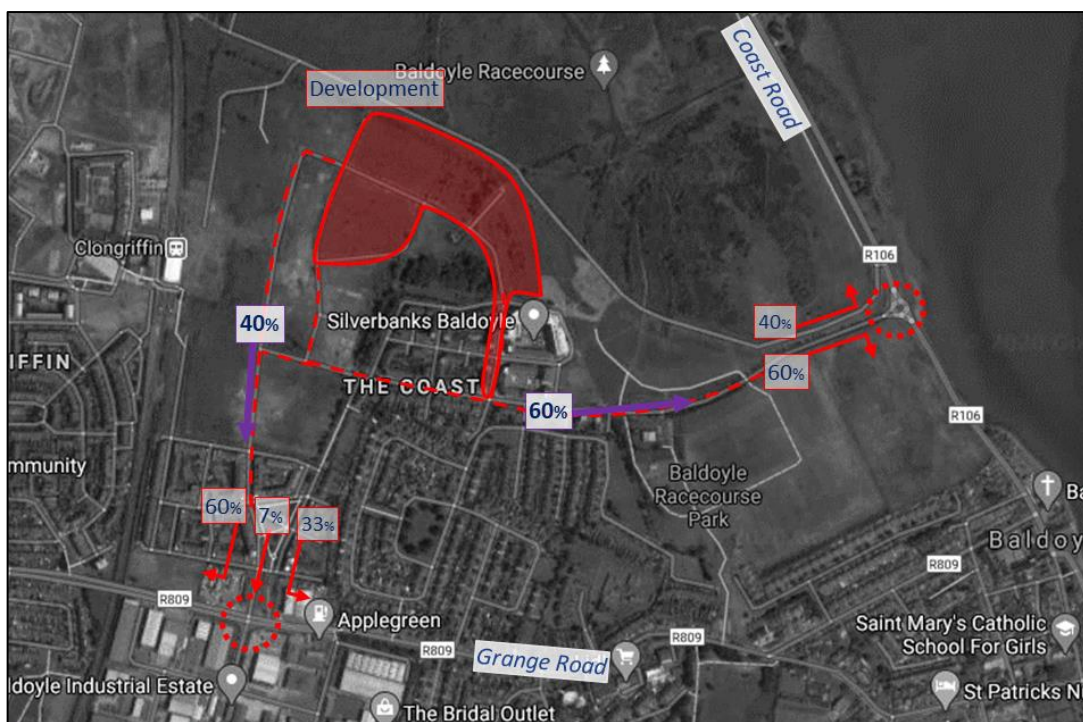 Baldoyle Racecourse
Development
Coast Road
Clongriffin
R106
40%
Silverbanks Baldoyle
40%
IFFIN
60%
THE COAST
60%
R106
mmunity
60%
7%
33%
Baldoyle
Racecourse
Park
Ba
Baldoy
R809
R809
Applegreen
Saint Mary's Catholic
School For Girls
R809
R809
Grange Road
ldoyle Industrial Estate
St Patricks N
The Bridal Outlet